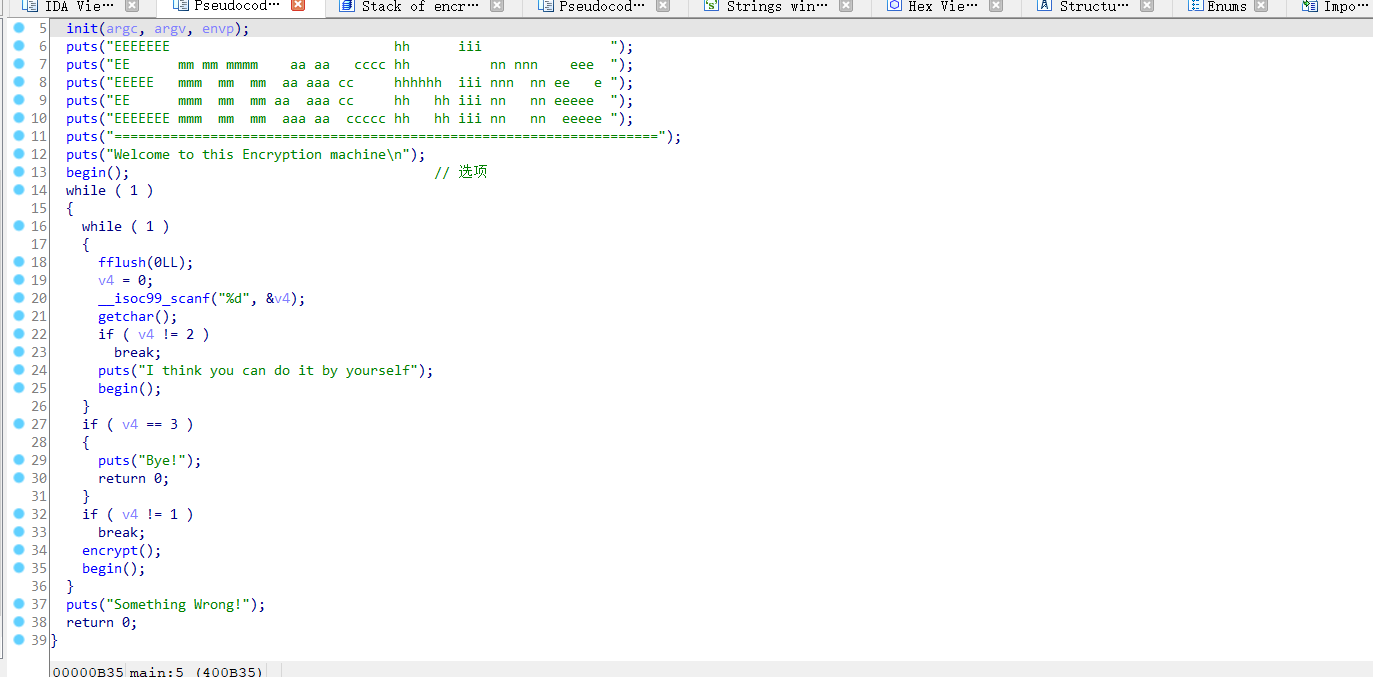 IDA Vie··· Pseudocod··· Stack of encr··· Pseudocod··· Strings win··· Hex Vie··· Structu··· Enums Impo···
5 init(argc, argv, envp);
6 puts("EEEEEEE                            hh      iii                ");
7 puts("EE      mm mm mmmm    aa aa   cccc hh          nn nnn    eee  ");
8 puts("EEEEE   mmm  mm  mm  aa aaa cc     hhhhhh  iii nnn  nn ee   e ");
9 puts("EE      mmm  mm  mm aa  aaa cc     hh   hh iii nn   nn eeeee  ");
10 puts("EEEEEEE mmm  mm  mm  aaa aa  ccccc hh   hh iii nn   nn  eeeee ");
11 puts("====================================================================");
12 puts("Welcome to this Encryption machine\n");
13 begin(); // 选项
14 while ( 1 )
15 {
16 while ( 1 )
17 {
18 fflush(0LL);
19 v4 = 0;
20 __isoc99_scanf("%d", &v4);
21 getchar();
22 if ( v4 != 2 )
23 break;
24 puts("I think you can do it by yourself");
25 begin();
26 }
27 if ( v4 == 3 )
28 {
29 puts("Bye!");
30 return 0;
31 }
32 if ( v4 != 1 )
33 break;
34 encrypt();
35 begin();
36 }
37 puts("Something Wrong!");
38 return 0;
39 }
00000B35 main:5 (400B35)